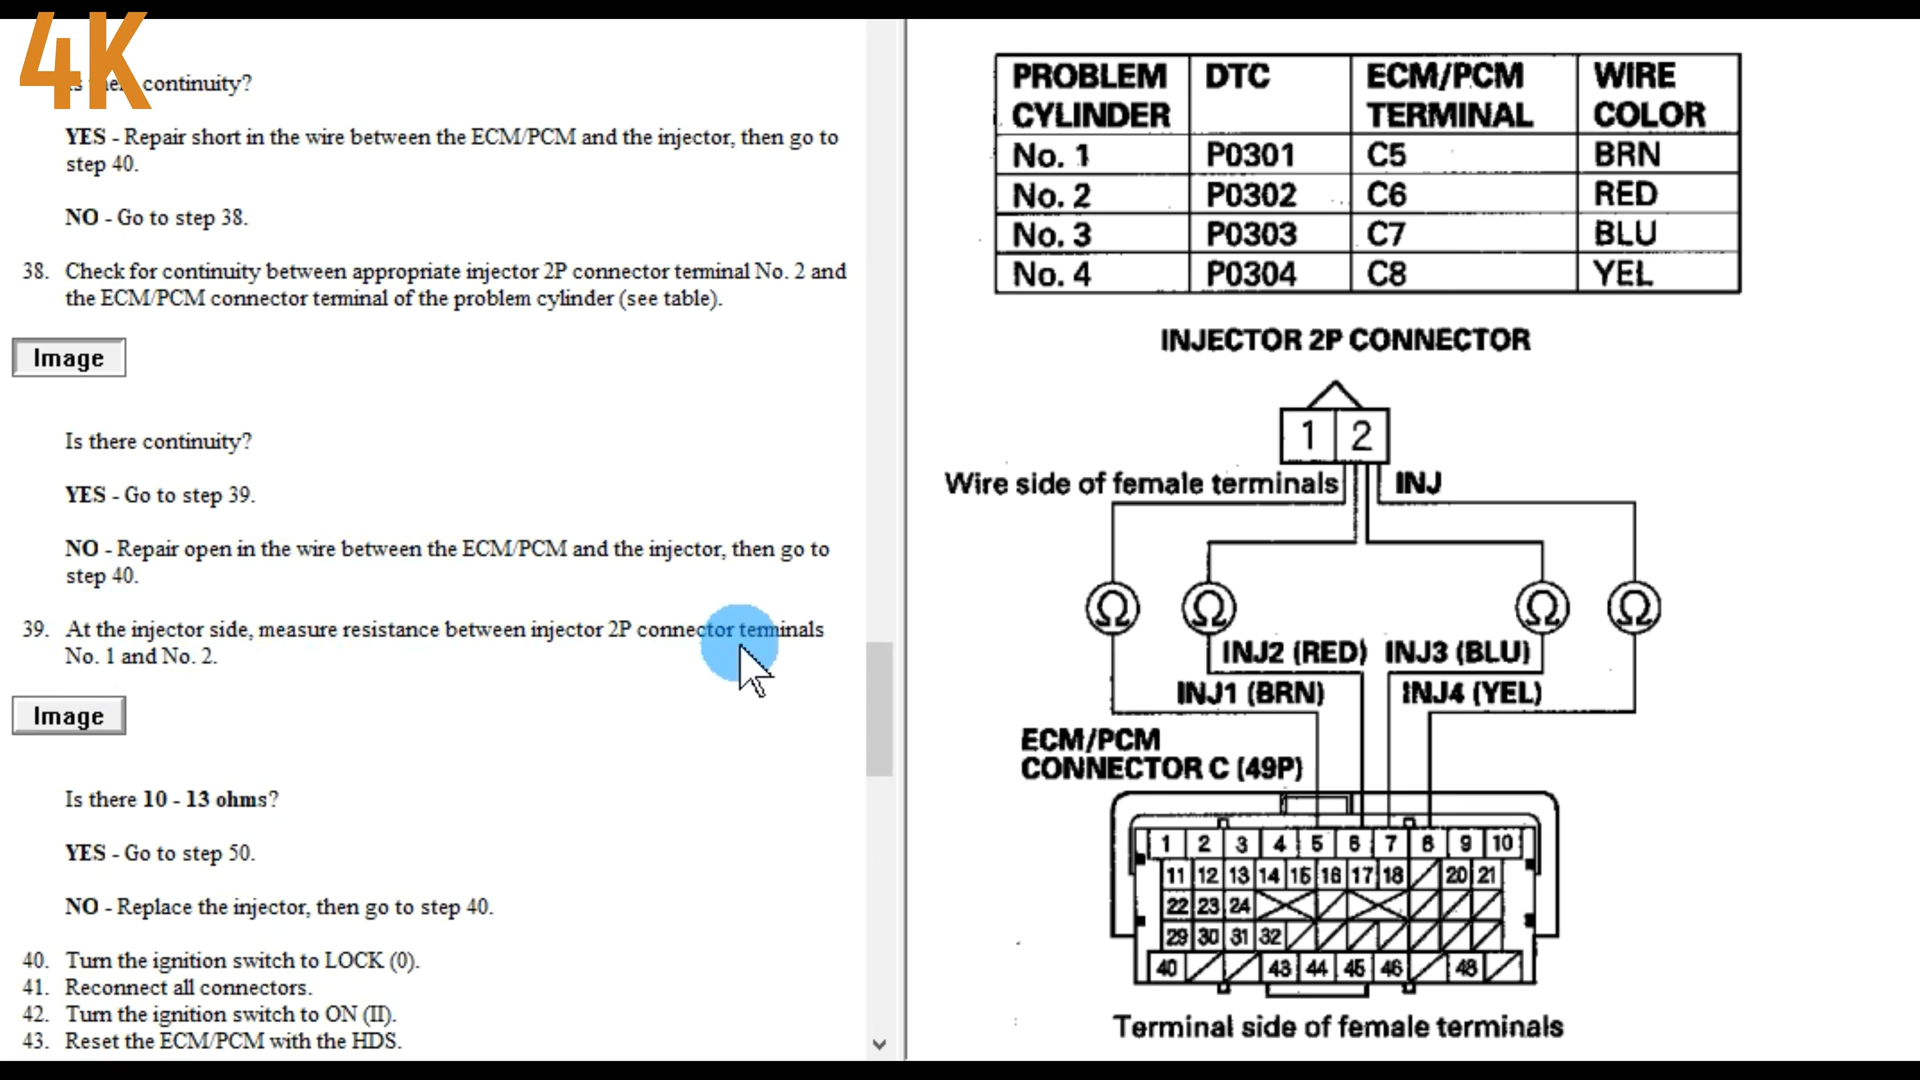 4K
continuity?
YES - Repair short in the wire between the ECM/PCM and the injector, then go to
step 40.
NO - Go to step 38.
38. Check for continuity between appropriate injector 2P connector terminal No. 2 and
the ECM/PCM connector terminal of the problem cylinder (see table).
Image
Is there continuity?
YES - Go to step 39.
NO - Repair open in the wire between the ECM/PCM and the injector, then go to
step 40.
39. At the injector side, measure resistance between injector 2P connector terminals
No. 1 and No. 2.
Image
Is there 10 - 13 ohms?
YES - Go to step 50.
NO - Replace the injector, then go to step 40.
40. Turn the ignition switch to LOCK (0).
41. Reconnect all connectors.
42. Turn the ignition switch to ON (II).
43. Reset the ECM/PCM with the HDS.
PROBLEM CYLINDER DTC ECM/PCM TERMINAL WIRE COLOR
No. 1 P0301 C5 BRN
No. 2 P0302 C6 RED
No. 3 P0303 C7 BLU
No. 4 P0304 C8 YEL
INJECTOR 2P CONNECTOR
1 2
Wire side of female terminals INJ
Ω Ω Ω Ω
INJ2 (RED) INJ3 (BLU)
INJ1 (BRN) INJ4 (YEL)
ECM/PCM
CONNECTOR C (49P)
1 2 3 4 5 6 7 8 9 10
11 12 13 14 15 16 17 18 20 21
22 23 24
29 30 31 32
40 43 44 45 46 48
Terminal side of female terminals